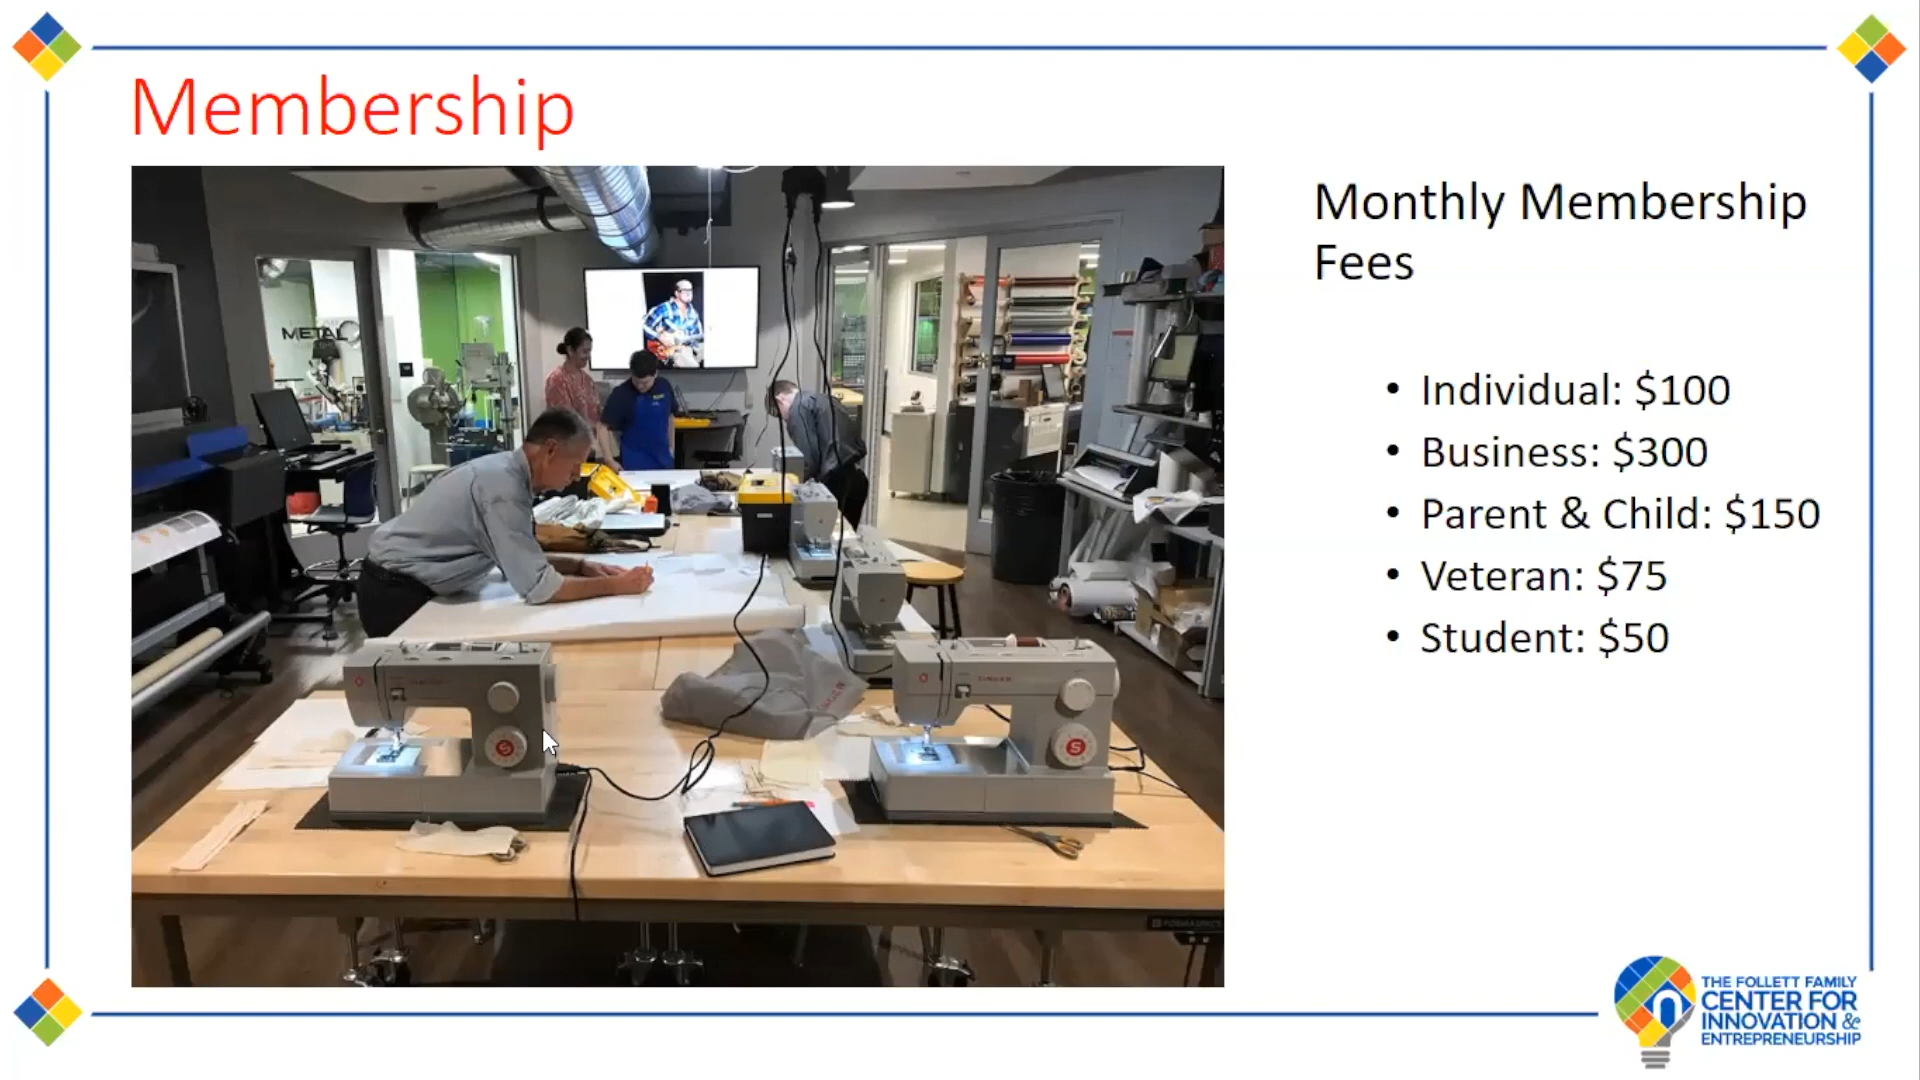 Membership
METAL
SINGER
Monthly Membership
Fees
• Individual: $100
• Business: $300
• Parent & Child: $150
• Veteran: $75
• Student: $50
THE FOLLETT FAMILY
CENTER FOR
INNOVATION &
ENTREPRENEURSHIP